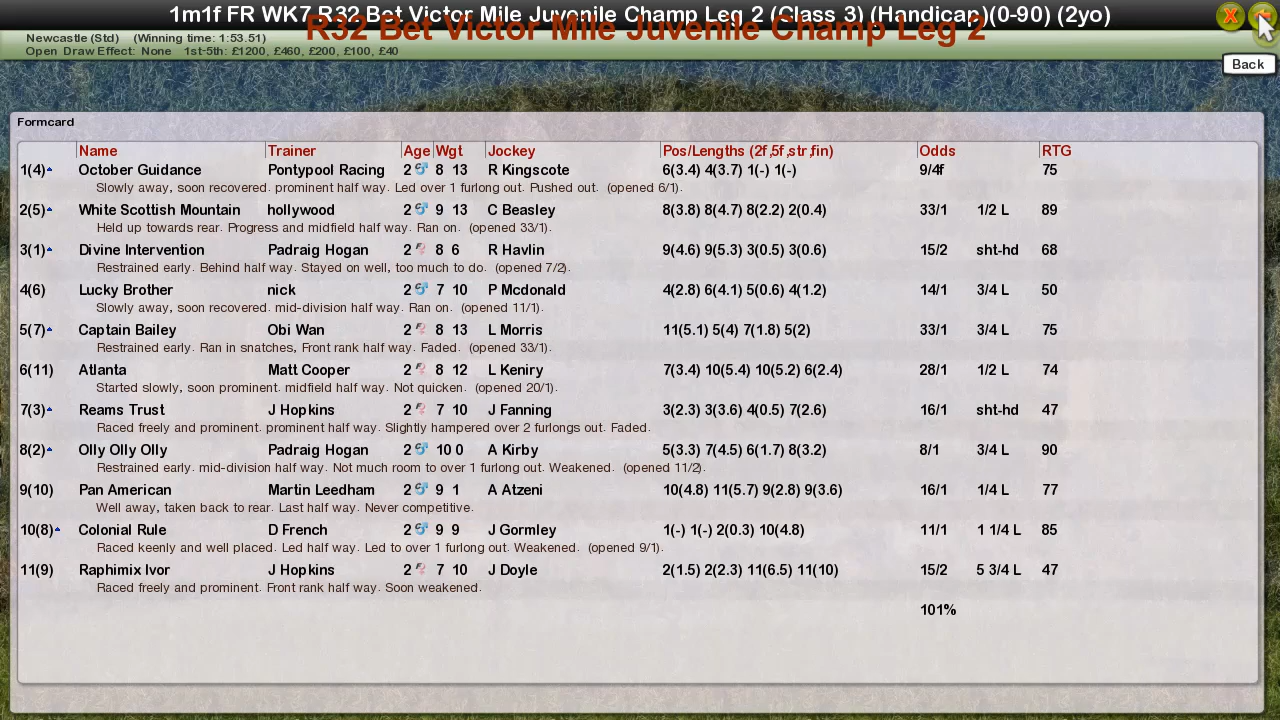 1m1f FR WK7 R32 Bet Victor Mile Juvenile Champ Leg 2 (Class 3) (Handicap)(0-90) (2yo)
R32 Bet Victor Mile Juvenile Champ Leg 2
X
Newcastle (Std) (Winning time: 1:53.51)
Open Draw Effect: None 1st-5th: £1200, £460, £200, £100, £40
Back
Formcard
Name Trainer Age Wgt Jockey Pos/Lengths (2f,5f,str,fin) Odds RTG
1(4) October Guidance Pontypool Racing 2 8 13 R Kingscote 6(3.4) 4(3.7) 1(-) 1(-) 9/4f 75
Slowly away, soon recovered. prominent half way. Led over 1 furlong out. Pushed out. (opened 6/1).
2(5) White Scottish Mountain hollywood 2 9 13 C Beasley 8(3.8) 8(4.7) 8(2.2) 2(0.4) 33/1 1/2 L 89
Held up towards rear. Progress and midfield half way. Ran on. (opened 33/1).
3(1) Divine Intervention Padraig Hogan 2 8 6 R Havlin 9(4.6) 9(5.3) 3(0.5) 3(0.6) 15/2 sht-hd 68
Restrained early. Behind half way. Stayed on well, too much to do. (opened 7/2).
4(6) Lucky Brother nick 2 7 10 P Mcdonald 4(2.8) 6(4.1) 5(0.6) 4(1.2) 14/1 3/4 L 50
Slowly away, soon recovered. mid-division half way. Ran on. (opened 11/1).
5(7) Captain Bailey Obi Wan 2 8 13 L Morris 11(5.1) 5(4) 7(1.8) 5(2) 33/1 3/4 L 75
Restrained early. Ran in snatches, Front rank half way. Faded. (opened 33/1).
6(11) Atlanta Matt Cooper 2 8 12 L Keniry 7(3.4) 10(5.4) 10(5.2) 6(2.4) 28/1 1/2 L 74
Started slowly, soon prominent. midfield half way. Not quicken. (opened 20/1).
7(3) Reams Trust J Hopkins 2 7 10 J Fanning 3(2.3) 3(3.6) 4(0.5) 7(2.6) 16/1 sht-hd 47
Raced freely and prominent. prominent half way. Slightly hampered over 2 furlongs out. Faded.
8(2) Olly Olly Olly Padraig Hogan 2 10 0 A Kirby 5(3.3) 7(4.5) 6(1.7) 8(3.2) 8/1 3/4 L 90
Restrained early. mid-division half way. Not much room to over 1 furlong out. Weakened. (opened 11/2).
9(10) Pan American Martin Leedham 2 9 1 A Atzeni 10(4.8) 11(5.7) 9(2.8) 9(3.6) 16/1 1/4 L 77
Well away, taken back to rear. Last half way. Never competitive.
10(8) Colonial Rule D French 2 9 9 J Gormley 1(-) 1(-) 2(0.3) 10(4.8) 11/1 1 1/4 L 85
Raced keenly and well placed. Led half way. Led to over 1 furlong out. Weakened. (opened 9/1).
11(9) Raphimix Ivor J Hopkins 2 7 10 J Doyle 2(1.5) 2(2.3) 11(6.5) 11(10) 15/2 5 3/4 L 47
Raced freely and prominent. Front rank half way. Soon weakened.
101%